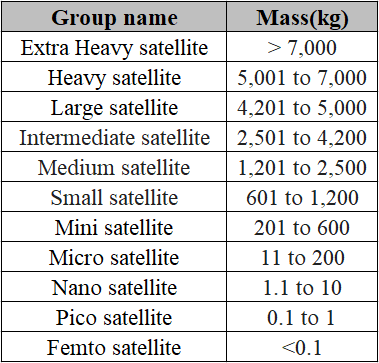 Group name Mass(kg)
Extra Heavy satellite > 7,000
Heavy satellite 5,001 to 7,000
Large satellite 4,201 to 5,000
Intermediate satellite 2,501 to 4,200
Medium satellite 1,201 to 2,500
Small satellite 601 to 1,200
Mini satellite 201 to 600
Micro satellite 11 to 200
Nano satellite 1.1 to 10
Pico satellite 0.1 to 1
Femto satellite <0.1